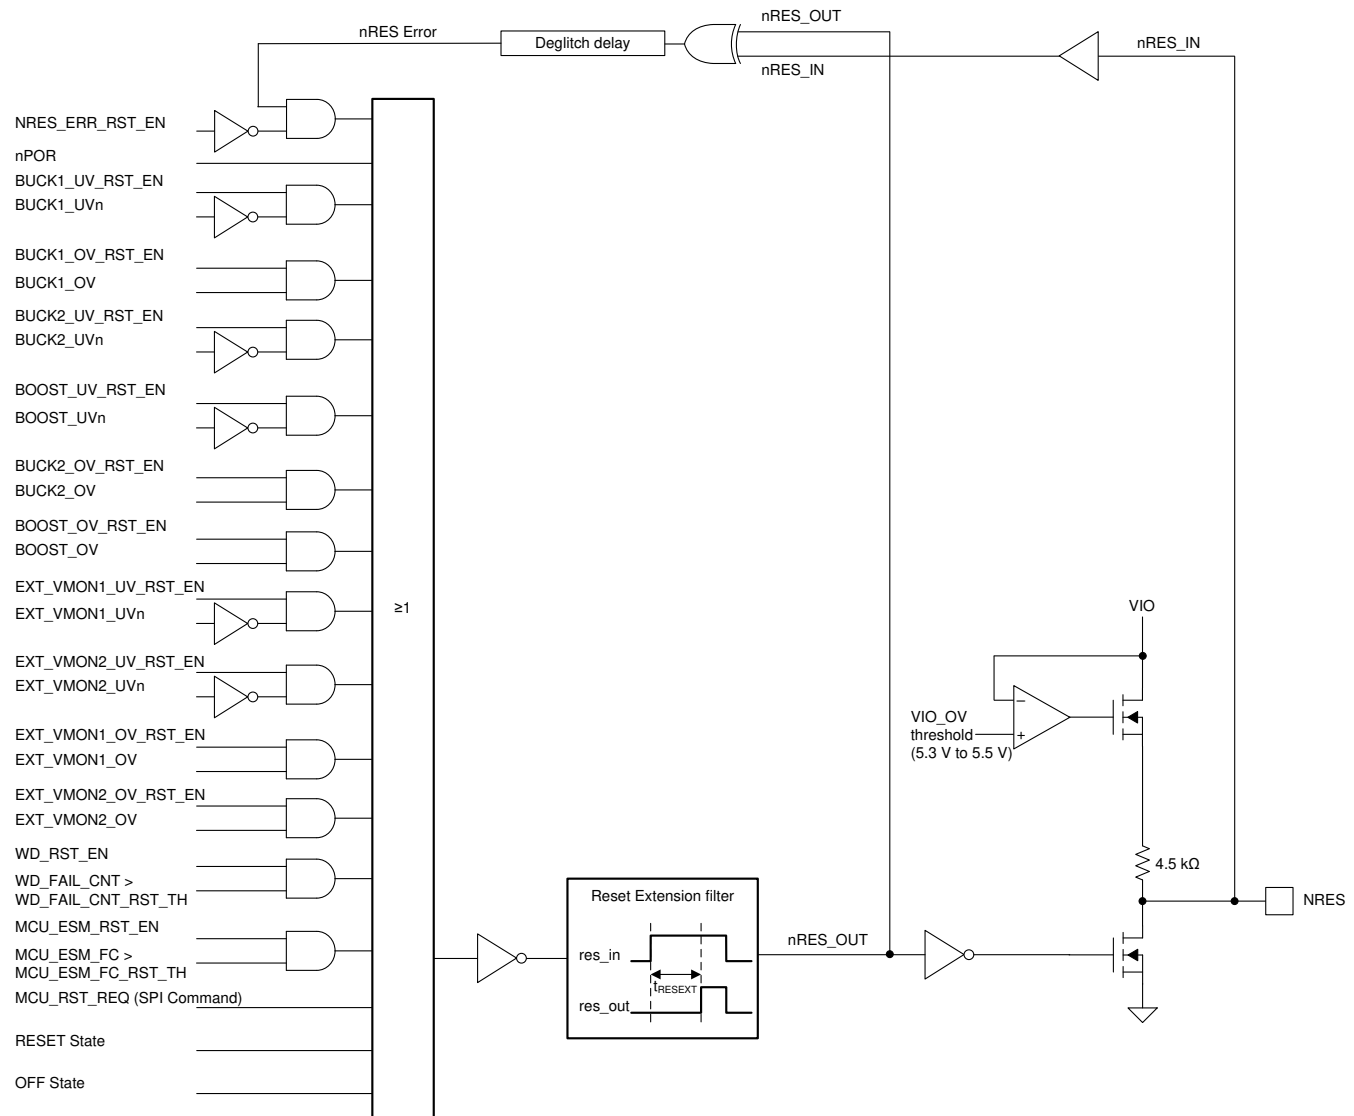 nRES_OUT
nRES Error
Deglitch delay
nRES_IN
nRES_IN
NRES_ERR_RST_EN
nPOR
BUCK1_UV_RST_EN
BUCK1_UVn
BUCK1_OV_RST_EN
BUCK1_OV
BUCK2_UV_RST_EN
BUCK2_UVn
BOOST_UV_RST_EN
BOOST_UVn
BUCK2_OV_RST_EN
BUCK2_OV
BOOST_OV_RST_EN
BOOST_OV
EXT_VMON1_UV_RST_EN
EXT_VMON1_UVn
≥1
VIO
EXT_VMON2_UV_RST_EN
EXT_VMON2_UVn
−
+
VIO_OV
threshold
(5.3 V to 5.5 V)
EXT_VMON1_OV_RST_EN
EXT_VMON1_OV
EXT_VMON2_OV_RST_EN
EXT_VMON2_OV
WD_RST_EN
WD_FAIL_CNT >
WD_FAIL_CNT_RST_TH
4.5 kΩ
NRES
MCU_ESM_RST_EN
MCU_ESM_FC >
MCU_ESM_FC_RST_TH
Reset Extension filter
res_in
tRESEXT
res_out
nRES_OUT
MCU_RST_REQ (SPI Command)
RESET State
OFF State